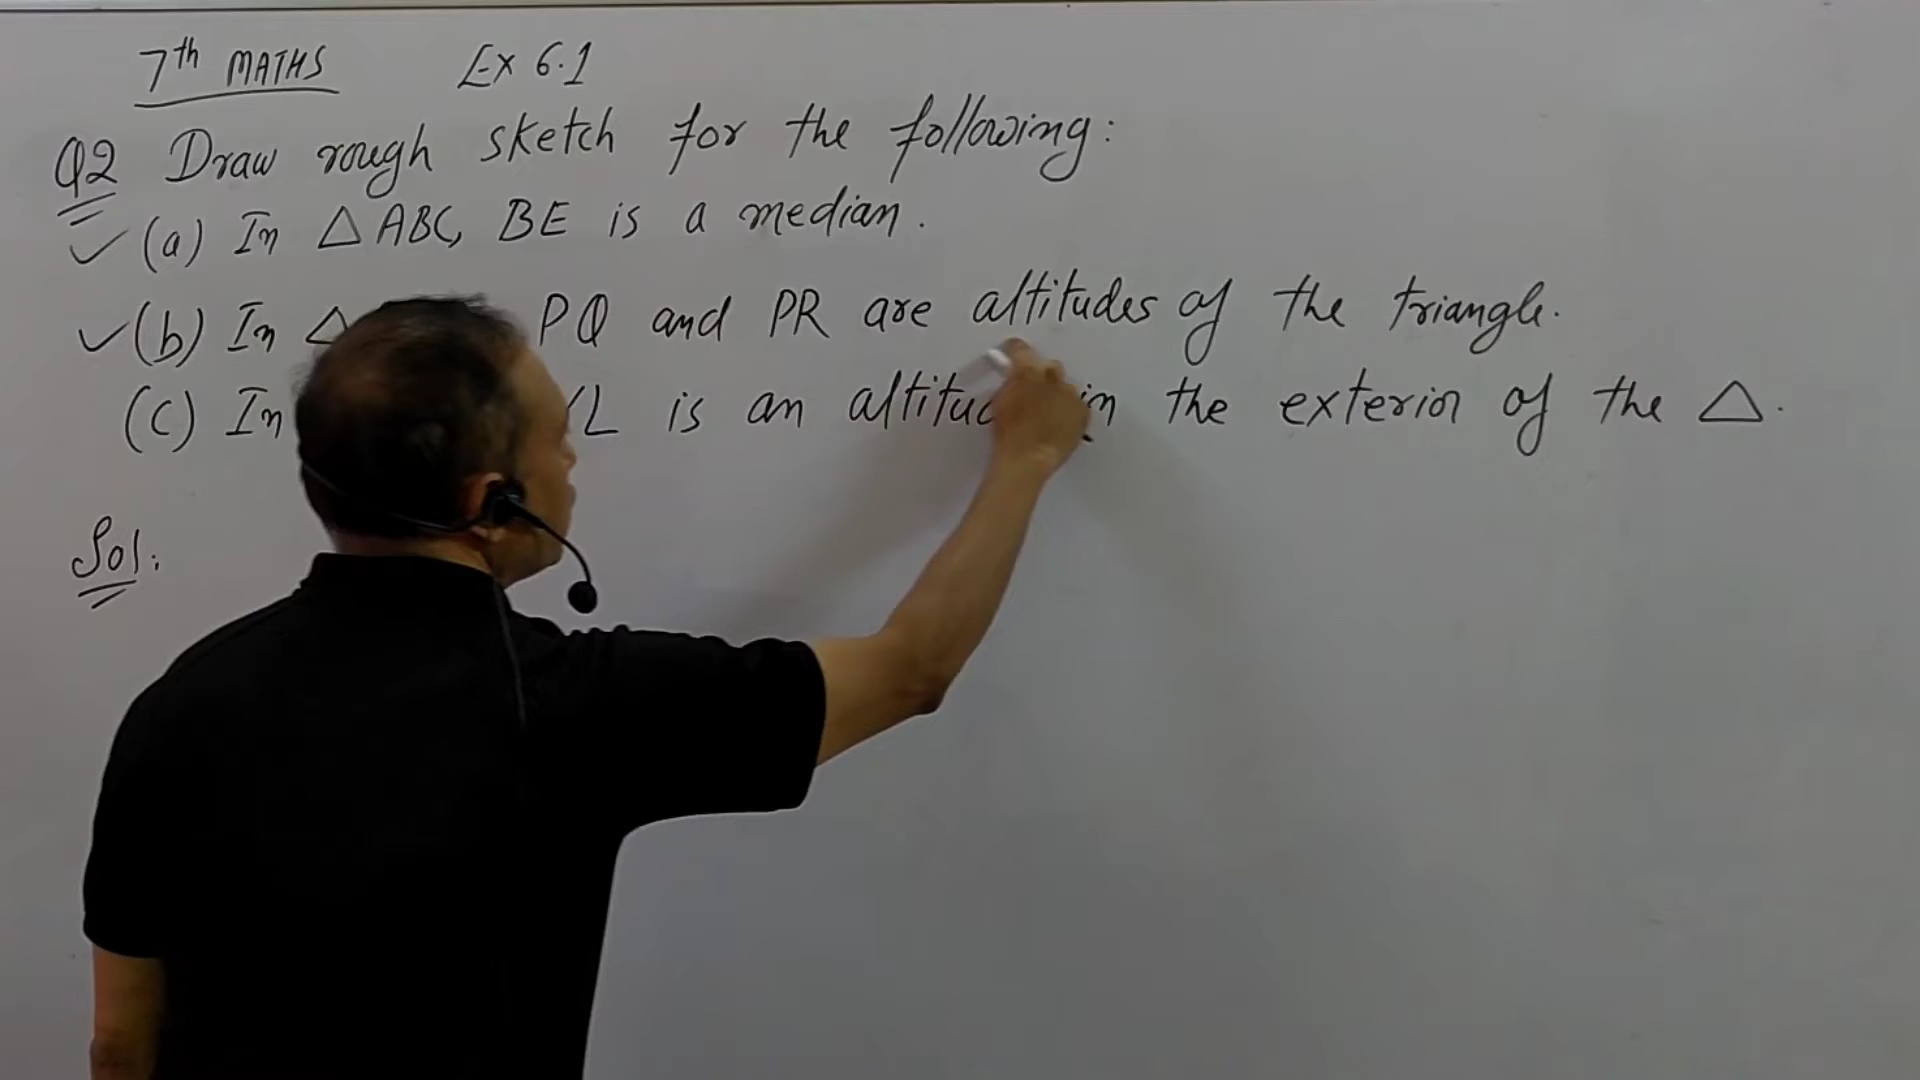 7th MATHS Ex 6.1
Q2 Draw rough sketch for the following:
(a) In △ABC, BE is a median.
(b) In △ PQ and PR are altitudes of the triangle.
(c) In L is an in the exterior of the △.
Sol: